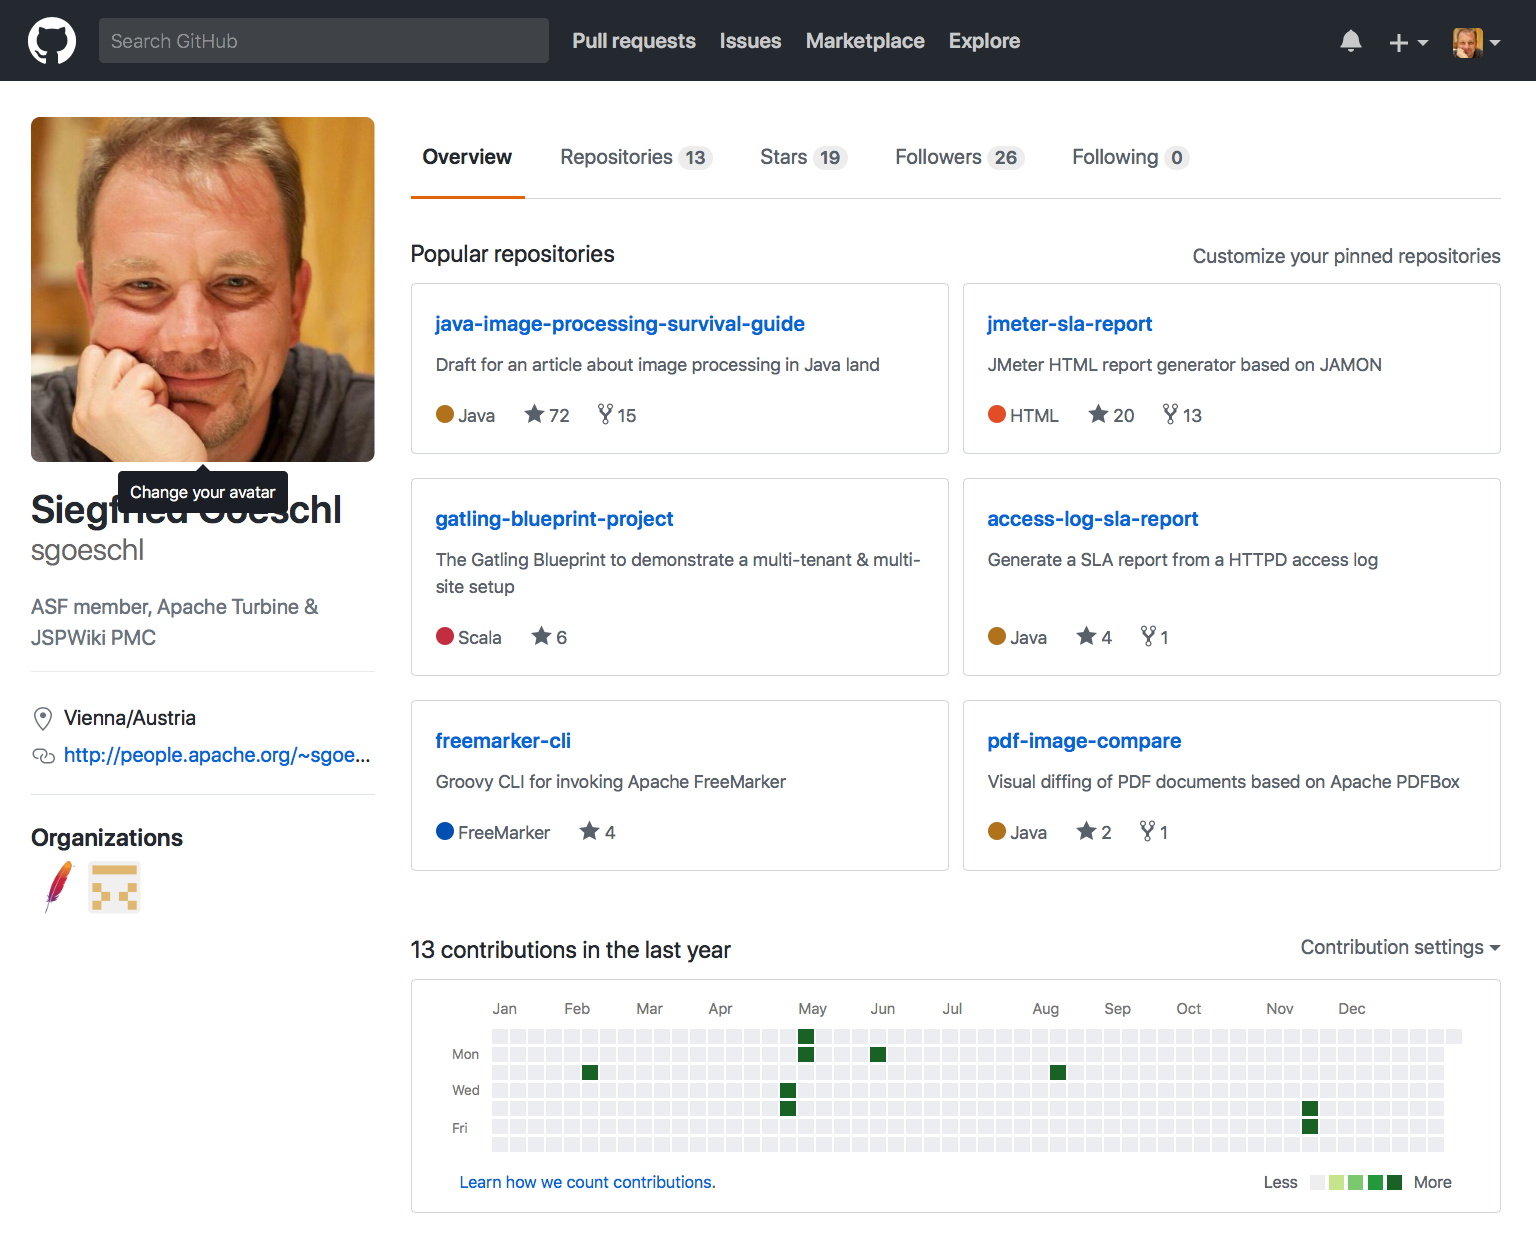 Search GitHub
Pull requests
Issues
Marketplace
Explore
Overview
Repositories 13
Stars 19
Followers 26
Following 0
Change your avatar
Siegfried Goeschl
sgoeschl
ASF member, Apache Turbine &
JSPWiki PMC
Vienna/Austria
http://people.apache.org/~sgoe...
Organizations
Popular repositories
Customize your pinned repositories
java-image-processing-survival-guide
Draft for an article about image processing in Java land
Java 72 15
jmeter-sla-report
JMeter HTML report generator based on JAMON
HTML 20 13
gatling-blueprint-project
The Gatling Blueprint to demonstrate a multi-tenant & multi-
site setup
Scala 6
access-log-sla-report
Generate a SLA report from a HTTPD access log
Java 4 1
freemarker-cli
Groovy CLI for invoking Apache FreeMarker
FreeMarker 4
pdf-image-compare
Visual diffing of PDF documents based on Apache PDFBox
Java 2 1
13 contributions in the last year
Contribution settings
Jan Feb Mar Apr May Jun Jul Aug Sep Oct Nov Dec
Mon
Wed
Fri
Learn how we count contributions.
Less More